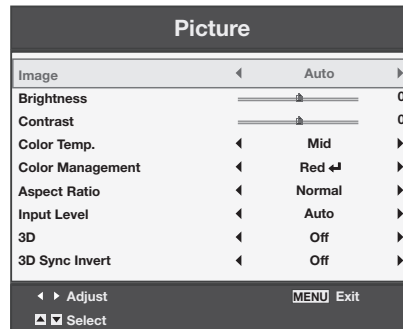 Picture
Image Auto
Brightness 0
Contrast 0
Color Temp. Mid
Color Management Red
Aspect Ratio Normal
Input Level Auto
3D Off
3D Sync Invert Off
Adjust MENU Exit
Select